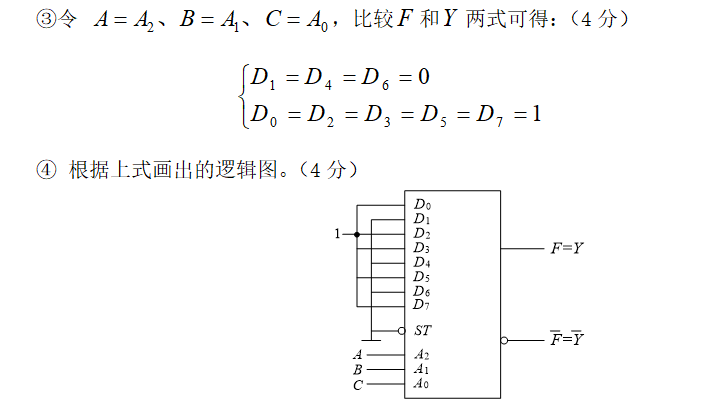 ③令 A = A₂、B = A₁、C = A₀，比较 F 和 Y 两式可得：（4 分）
D₁ = D₄ = D₆ = 0
D₀ = D₂ = D₃ = D₅ = D₇ = 1
④ 根据上式画出的逻辑图。（4 分）
D₀
D₁
1 D₂
D₃ F=Y
D₄
D₅
D₆
D₇
ST
F̅=Y̅
A A₂
B A₁
C A₀